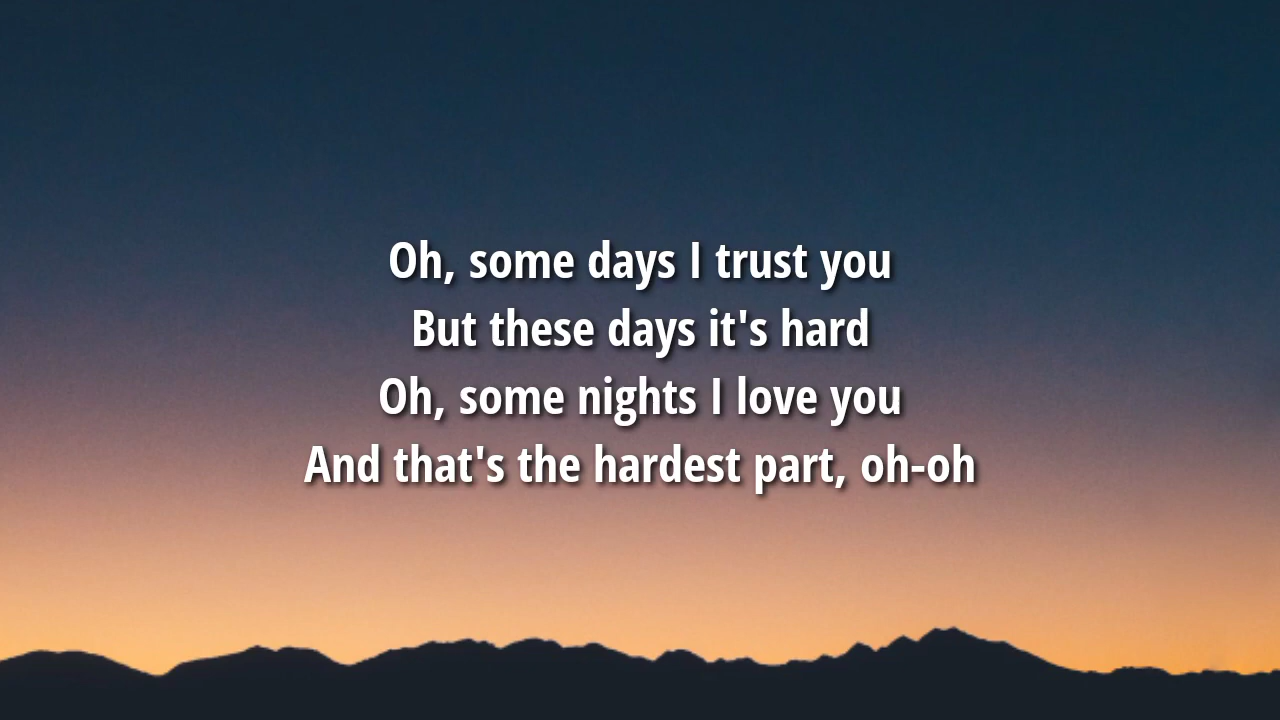 Oh, some days I trust you
But these days it's hard
Oh, some nights I love you
And that's the hardest part, oh-oh